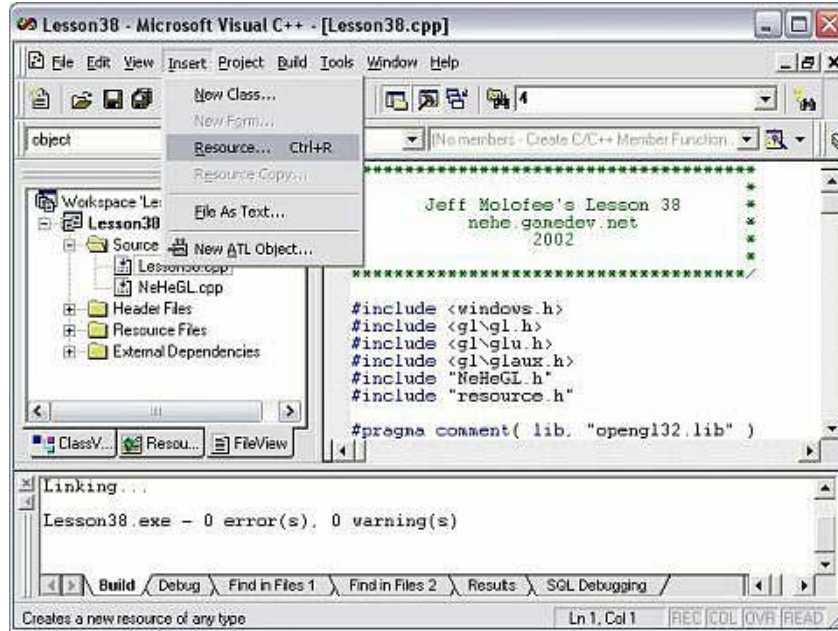 Lesson38 - Microsoft Visual C++ - [Lesson38.cpp]
File Edit View Insert Project Build Tools Window Help
4
object
[No members - Create C/C++ Member Function
New Class...
New Form...
Resource... Ctrl+R
Resource Copy...
File As Text...
New ATL Object...
Workspace 'Le
Lesson38
Source
Lesson38.cpp
NeHeGL.cpp
Header Files
Resource Files
External Dependencies
ClassV... Resou... FileView
****************************************
*
Jeff Molofee's Lesson 38 *
nehe.gamedev.net *
2002 *
*
****************************************/
#include <windows.h>
#include <gl\gl.h>
#include <gl\glu.h>
#include <gl\glaux.h>
#include "NeHeGL.h"
#include "resource.h"
#pragma comment( lib, "opengl32.lib" )
Linking...
Lesson38.exe - 0 error(s), 0 warning(s)
Build Debug Find in Files 1 Find in Files 2 Results SQL Debugging
Creates a new resource of any type Ln 1, Col 1 REC COL OVR READ